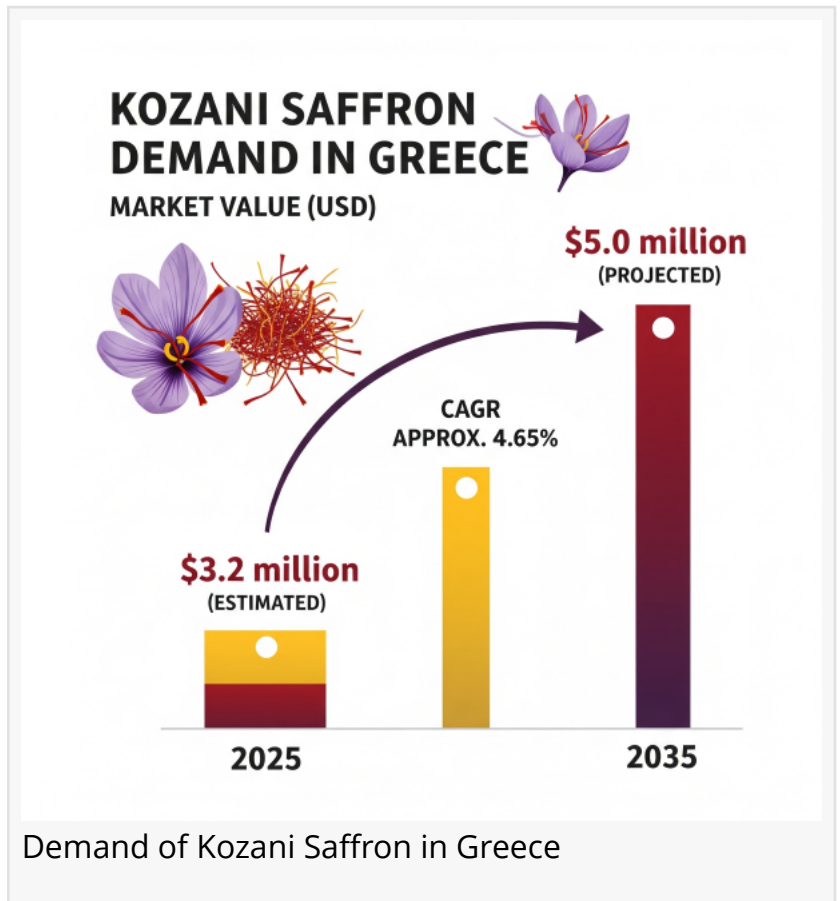 KOZANI SAFFRON
DEMAND IN GREECE
MARKET VALUE (USD)
$5.0 million
(PROJECTED)
CAGR
APPROX. 4.65%
$3.2 million
(ESTIMATED)
2025
2035
Demand of Kozani Saffron in Greece